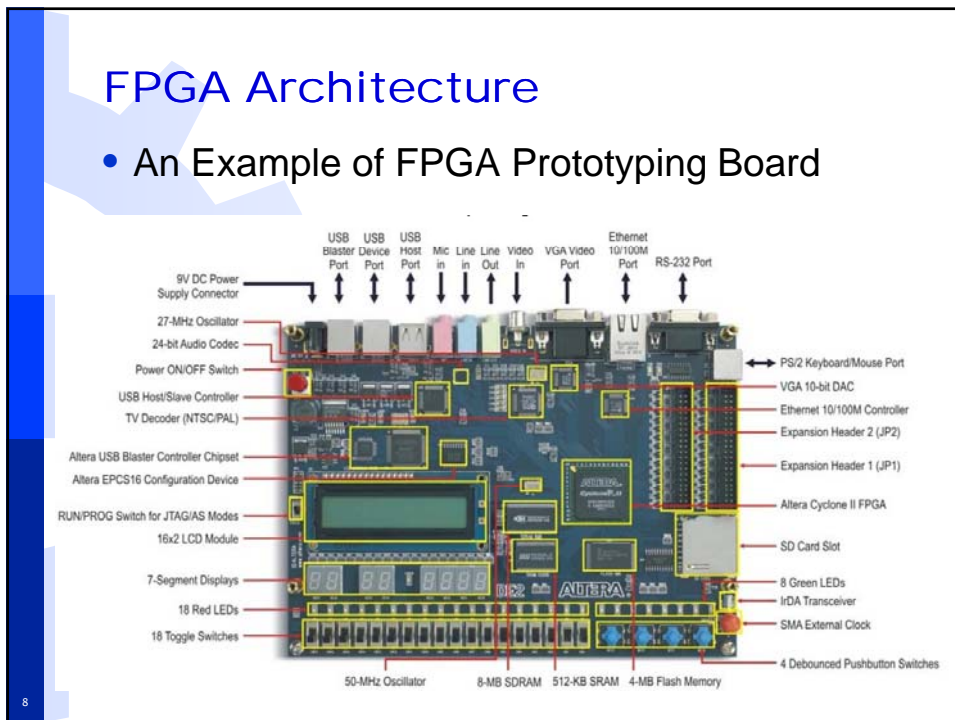 FPGA Architecture
• An Example of FPGA Prototyping Board
USB Blaster Port
USB Device Port
USB Host Port
Mic in
Line in
Line Out
Video In
VGA Video Port
Ethernet 10/100M Port
RS-232 Port
9V DC Power
Supply Connector
27-MHz Oscillator
24-bit Audio Codec
Power ON/OFF Switch
USB Host/Slave Controller
TV Decoder (NTSC/PAL)
Altera USB Blaster Controller Chipset
Altera EPCS16 Configuration Device
RUN/PROG Switch for JTAG/AS Modes
16x2 LCD Module
7-Segment Displays
18 Red LEDs
18 Toggle Switches
PS/2 Keyboard/Mouse Port
VGA 10-bit DAC
Ethernet 10/100M Controller
Expansion Header 2 (JP2)
Expansion Header 1 (JP1)
Altera Cyclone II FPGA
SD Card Slot
8 Green LEDs
IrDA Transceiver
SMA External Clock
4 Debounced Pushbutton Switches
ALTERA
Cyclone II
DE2
ALTERA
50-MHz Oscillator
8-MB SDRAM
512-KB SRAM
4-MB Flash Memory
8